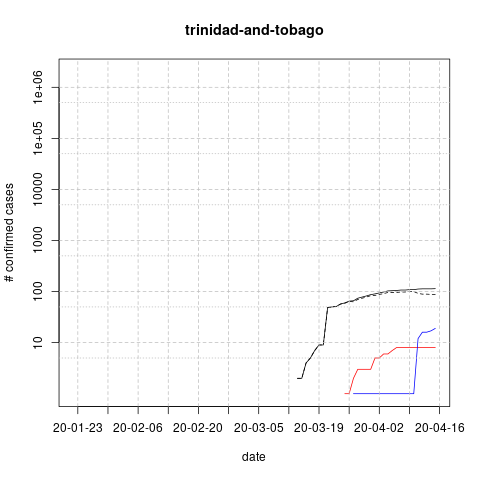 trinidad-and-tobago
# confirmed cases
1e+06
1e+05
10000
1000
100
10
20-01-23 20-02-06 20-02-20 20-03-05 20-03-19 20-04-02 20-04-16
date